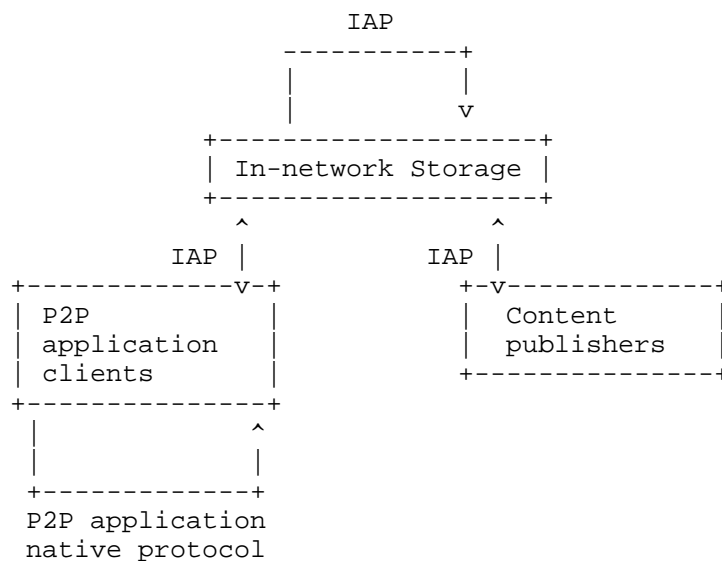 IAP
In-network Storage
IAP IAP
P2P Content
application publishers
clients
P2P application
native protocol